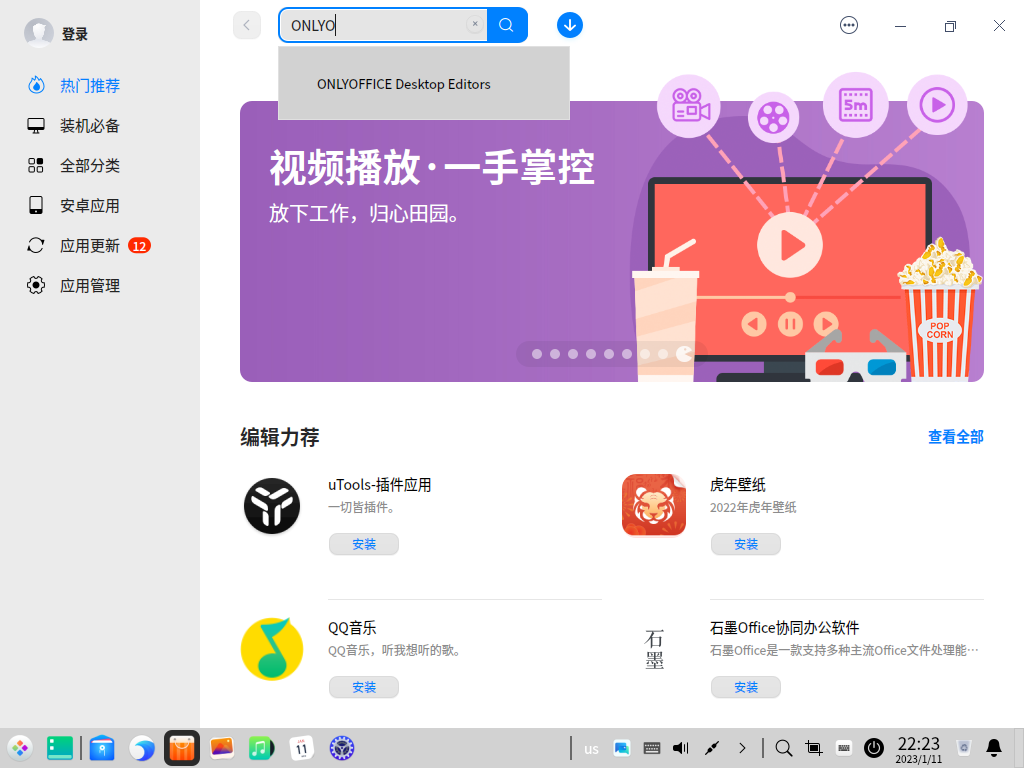 登录
ONLYO
ONLYOFFICE Desktop Editors
热门推荐
装机必备
全部分类
安卓应用
应用更新 12
应用管理
视频播放·一手掌控
放下工作，归心田园。
5m
POP
CORN
编辑力荐
查看全部
uTools-插件应用
一切皆插件。
安装
虎年壁纸
2022年虎年壁纸
安装
QQ音乐
QQ音乐，听我想听的歌。
安装
石墨
石墨Office协同办公软件
石墨Office是一款支持多种主流Office文件处理能…
安装
11
us
22:23
2023/1/11